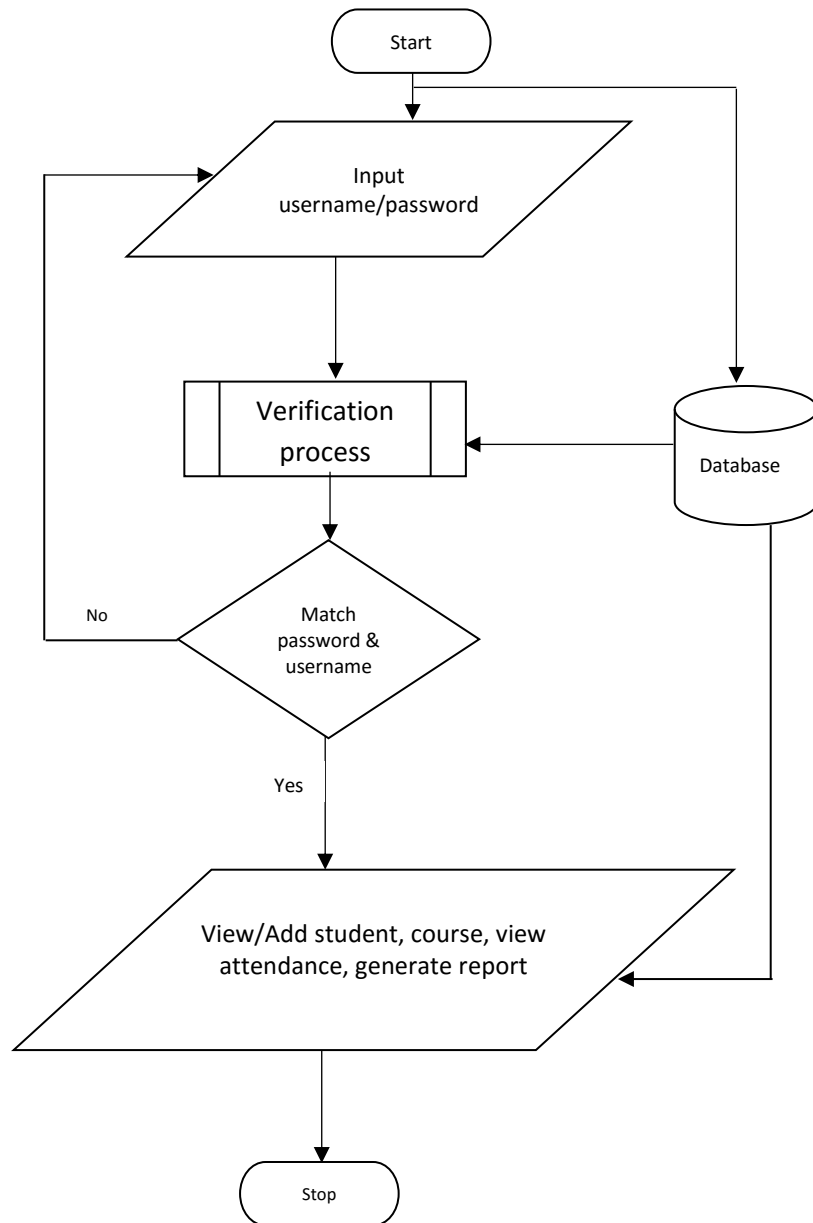 Start
Input
username/password
Verification
process
Database
Match
password &
username
No
Yes
View/Add student, course, view
attendance, generate report
Stop